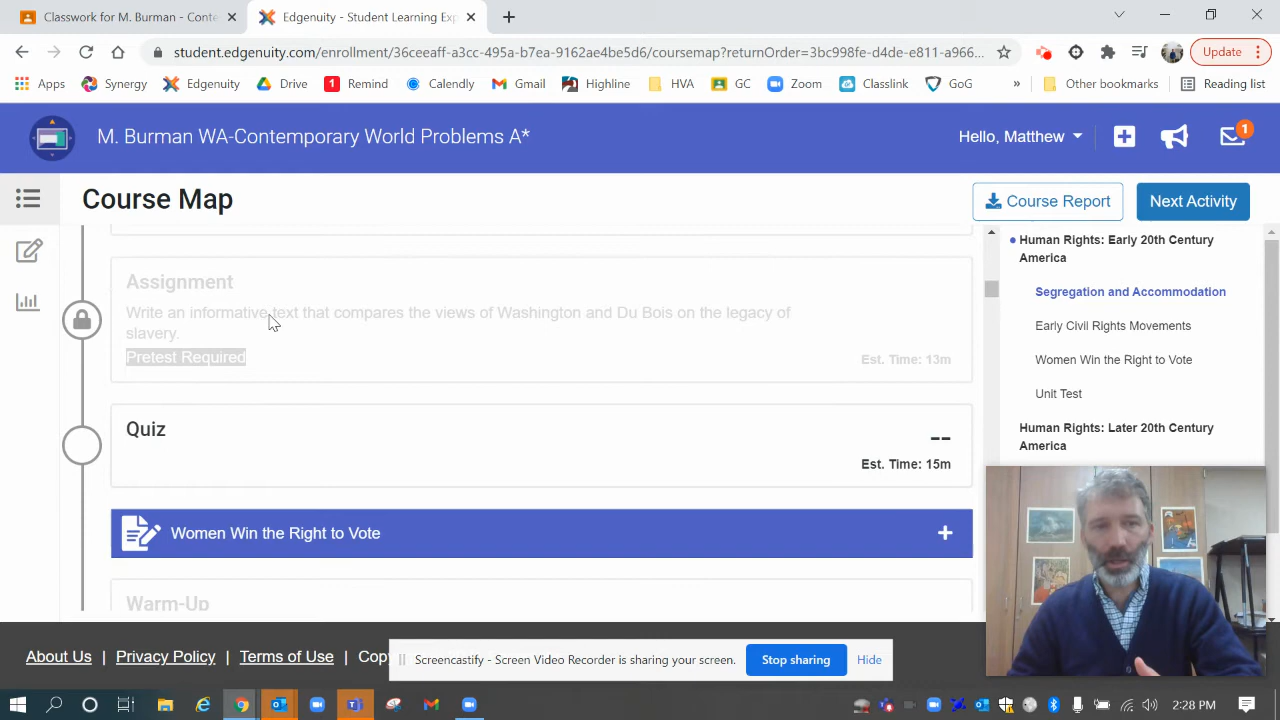 Classwork for M. Burman - Conte
Edgenuity - Student Learning Exp
student.edgenuity.com/enrollment/36ceeaff-a3cc-495a-b7ea-9162ae4be5d6/coursemap?returnOrder=3bc998fe-d4de-e811-a966...
Update
Apps
Synergy
Edgenuity
Drive
1 Remind
Calendly
Gmail
Highline
HVA
GC
Zoom
Classlink
GoG
»
Other bookmarks
Reading list
M. Burman WA-Contemporary World Problems A*
Hello, Matthew
1
Course Map
Course Report
Next Activity
Assignment
Write an informative text that compares the views of Washington and Du Bois on the legacy of
slavery.
Pretest Required
Est. Time: 13m
Quiz
--
Est. Time: 15m
Women Win the Right to Vote
Warm-Up
Human Rights: Early 20th Century
America
Segregation and Accommodation
Early Civil Rights Movements
Women Win the Right to Vote
Unit Test
Human Rights: Later 20th Century
America
About Us | Privacy Policy | Terms of Use |
Screencastify - Screen Video Recorder is sharing your screen.
Stop sharing
Hide
2:28 PM